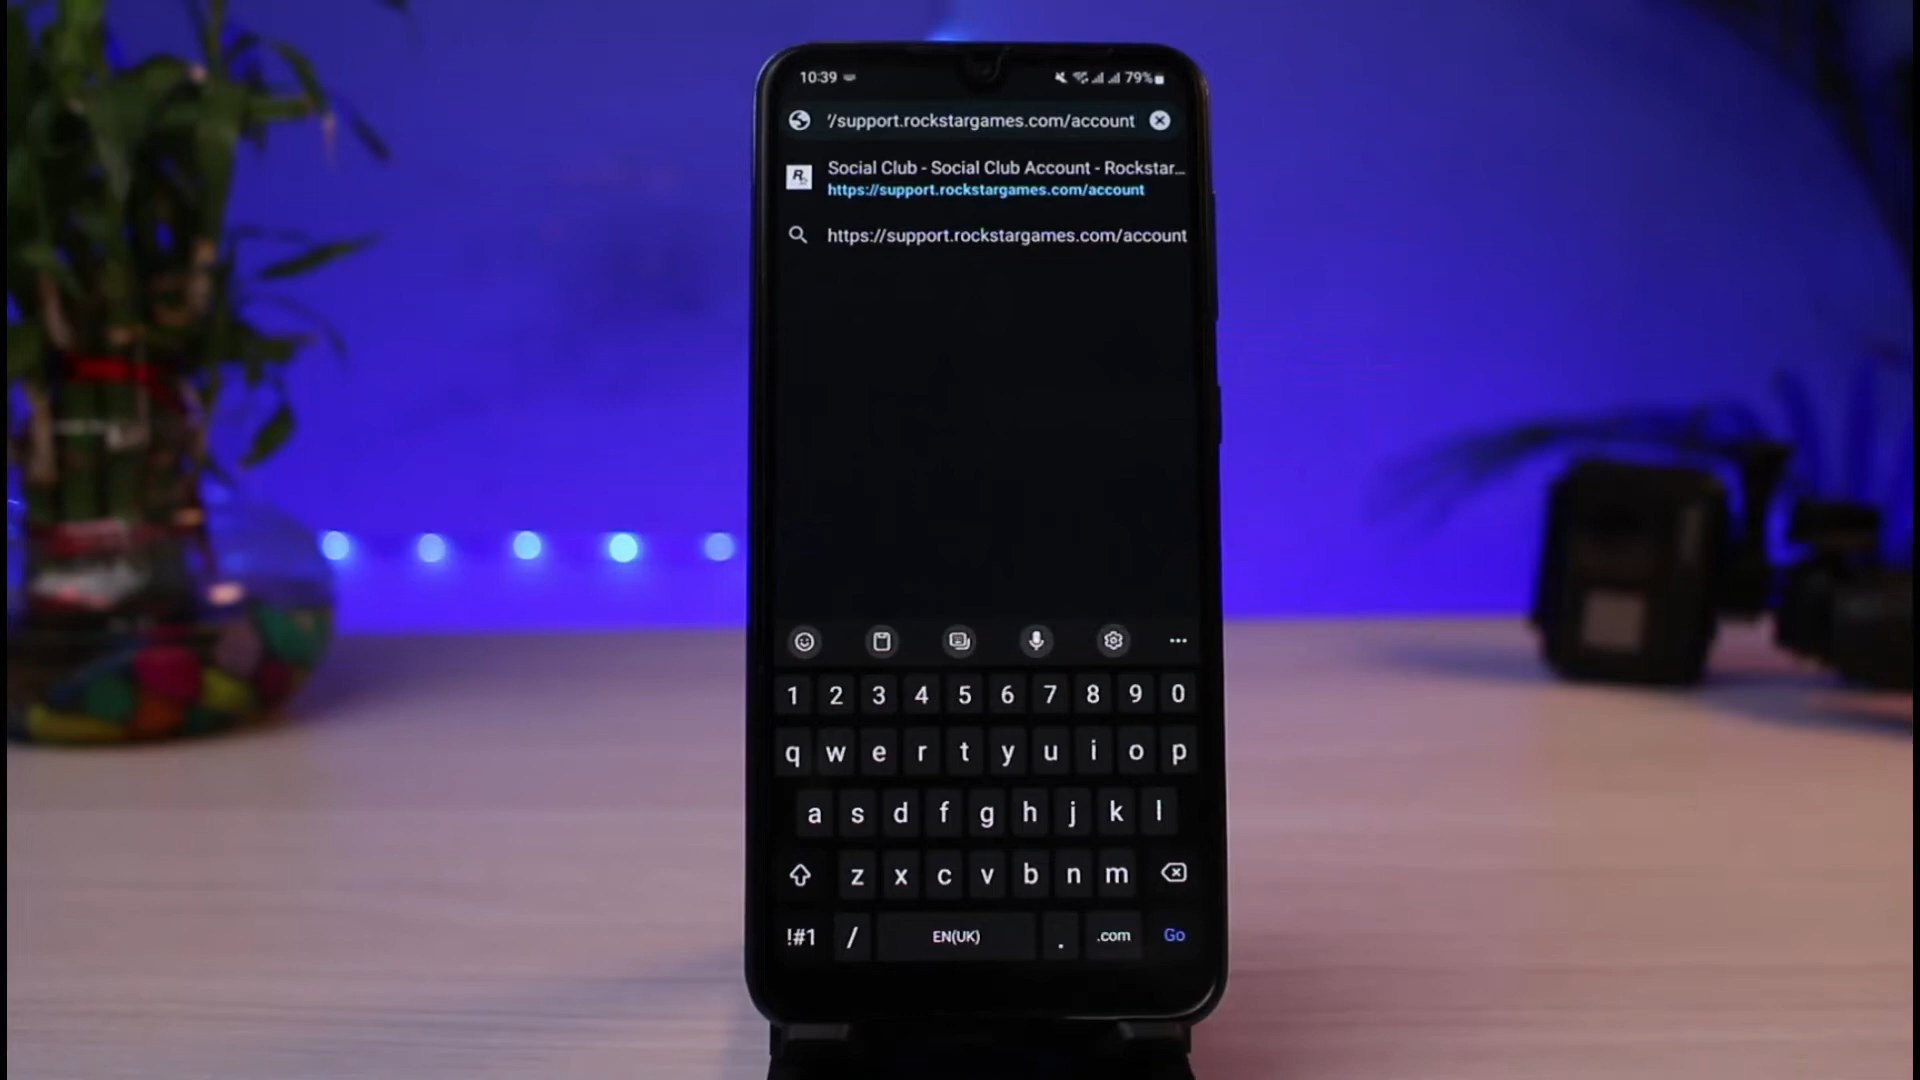 10:39 79%
'/support.rockstargames.com/account
Social Club - Social Club Account - Rockstar...
https://support.rockstargames.com/account
https://support.rockstargames.com/account
1 2 3 4 5 6 7 8 9 0
q w e r t y u i o p
a s d f g h j k l
z x c v b n m
!#1 / EN(UK) . .com Go